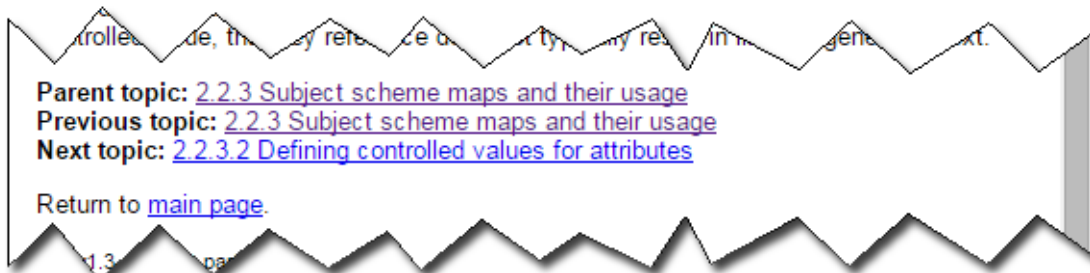 in
Parent topic: 2.2.3 Subject scheme maps and their usage
Previous topic: 2.2.3 Subject scheme maps and their usage
Next topic: 2.2.3.2 Defining controlled values for attributes
Return to main page.